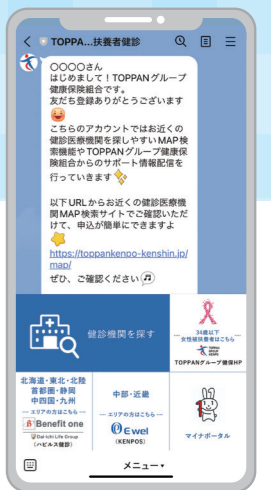 TOPPA...扶養者健診
〇〇〇〇さん
はじめまして！TOPPANグループ
健康保険組合です。
友だち登録ありがとうございます
こちらのアカウントではお近く
の健診医療機関を探しやすいMAP検
索機能やTOPPANグループ健康保
険組合からのサポート情報配信を
行っていきます
以下URLからお近くの健診医療機
関MAP検索サイトでご確認いただ
けて、申込が簡単にできますよ
https://toppankenpo-kenshin.jp/
map/
ぜひ、ご確認ください
健診機関を探す
34歳以下
女性被扶養者はこちら
TOPPANグループ健保HP
北海道・東北・北陸
首都圏・静岡
中四国・九州
エリアの方はこちら
Benefit one
Dai-ichi Life Group
（ハピルス健診）
中部・近畿
エリアの方はこちら
Ewel
（KENPOS）
マイナポータル
メニュー▾